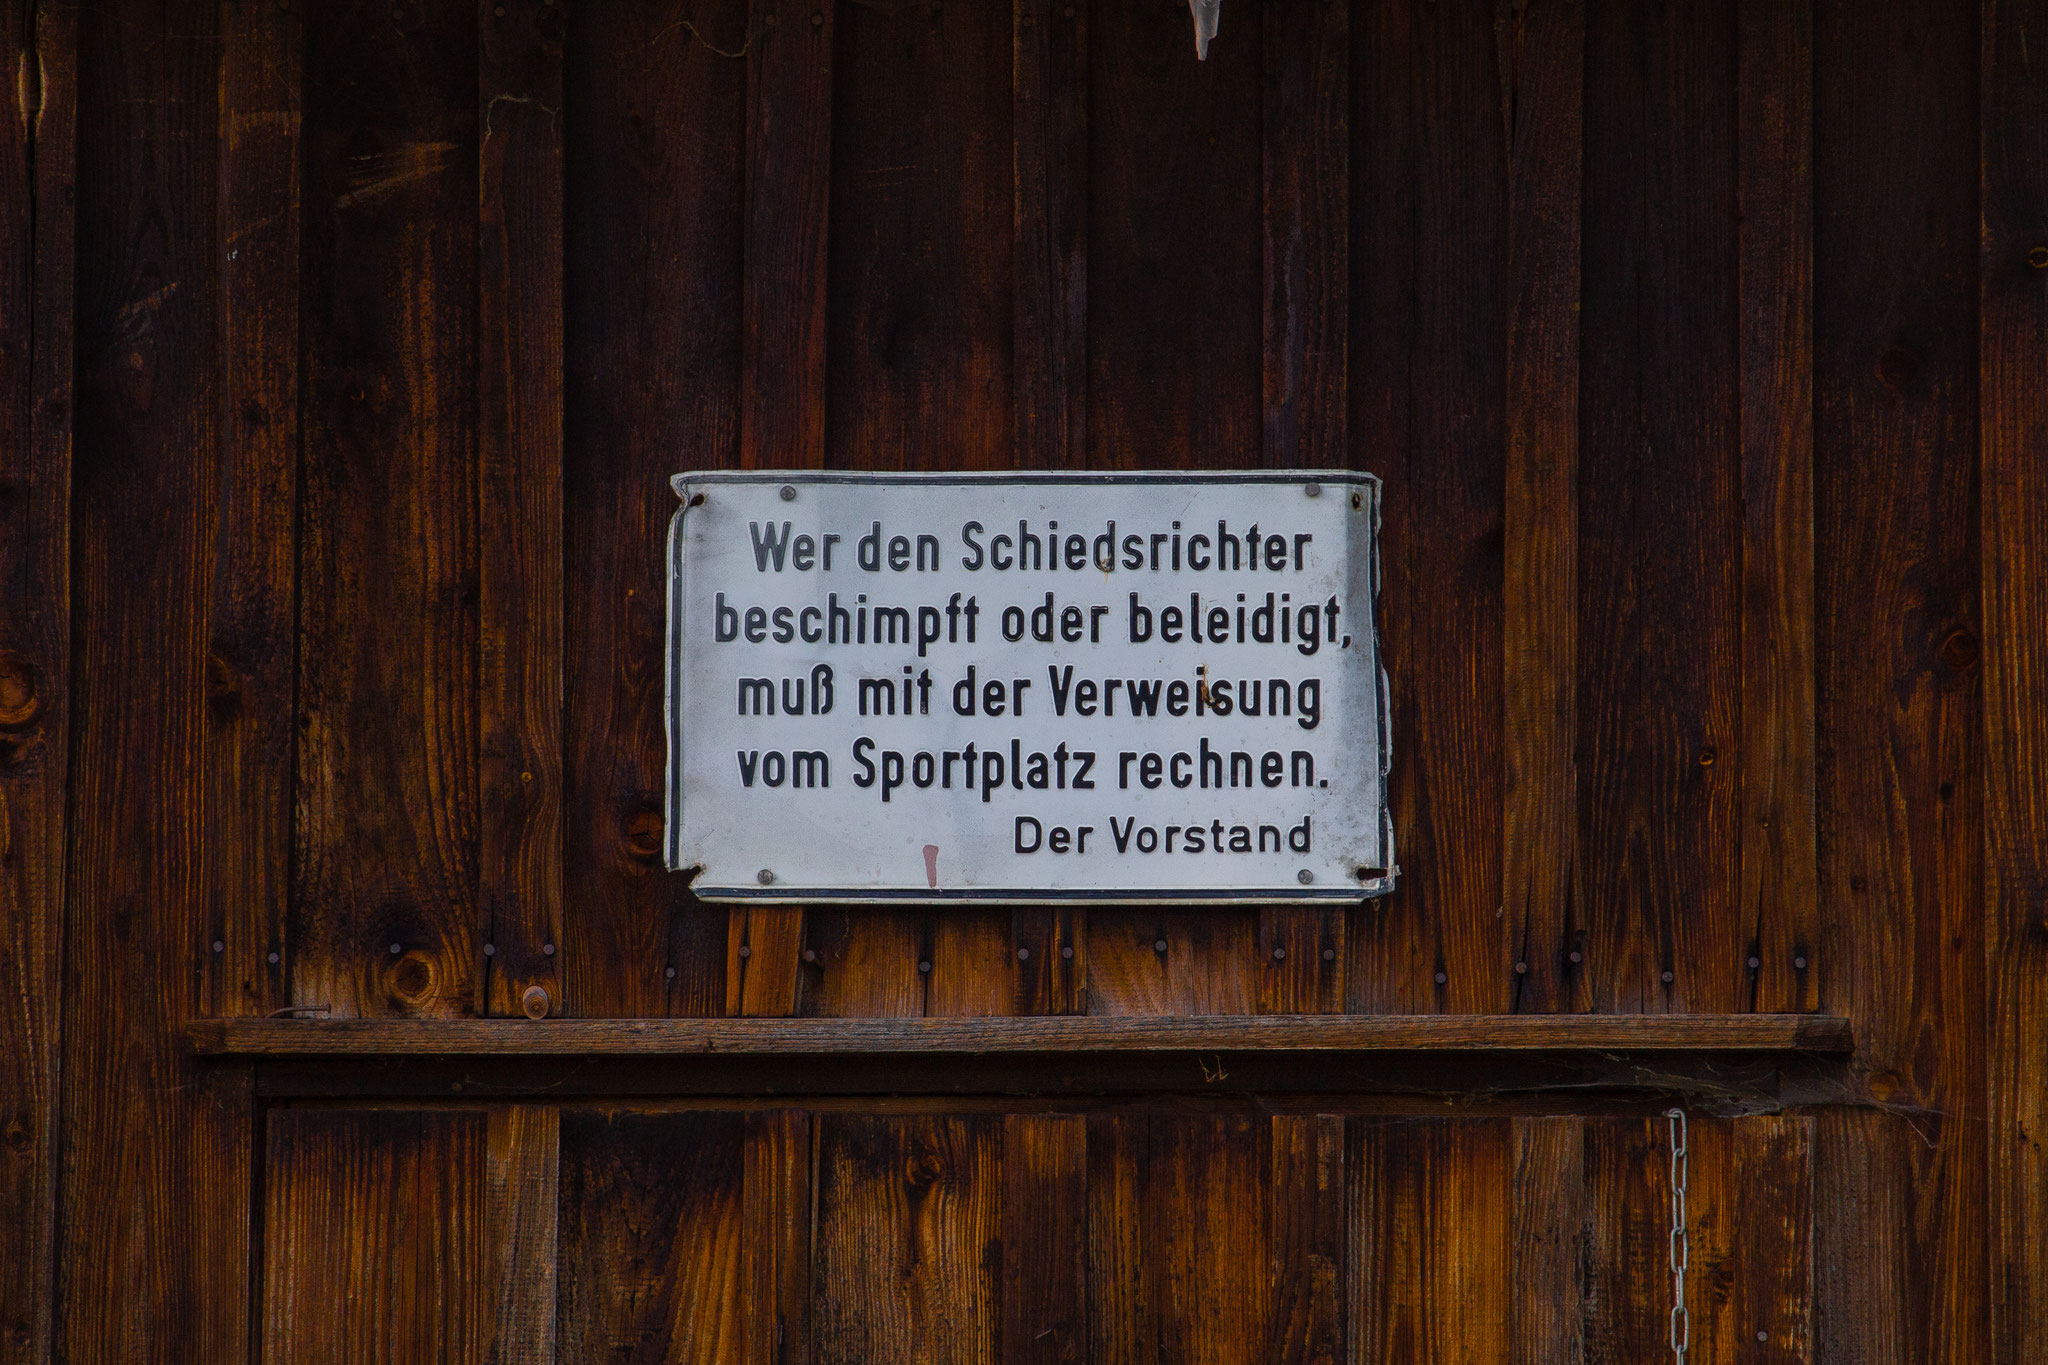 Wer den Schiedsrichter
beschimpft oder beleidigt,
muß mit der Verweisung
vom Sportplatz rechnen.
Der Vorstand